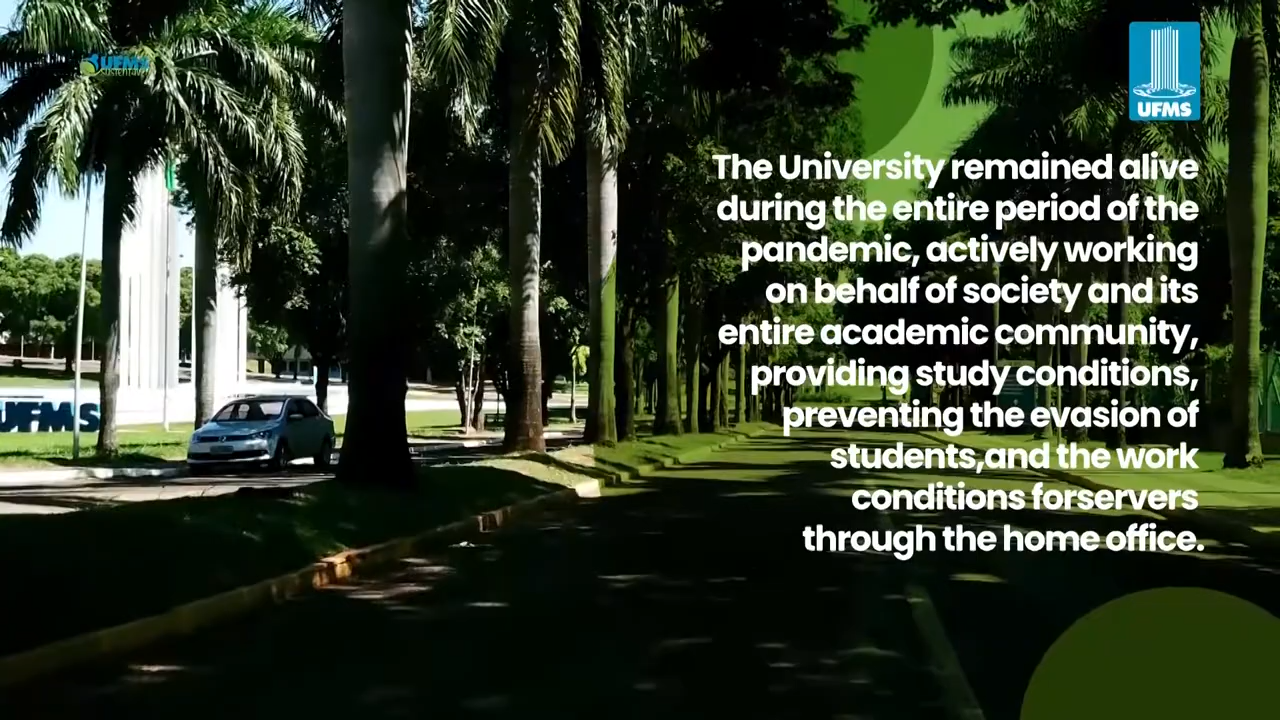 UFMS
sustentável
UFMS
The University remained alive
during the entire period of the
pandemic, actively working
on behalf of society and its
entire academic community,
providing study conditions,
preventing the evasion of
students,and the work
conditions forservers
through the home office.
UFMS